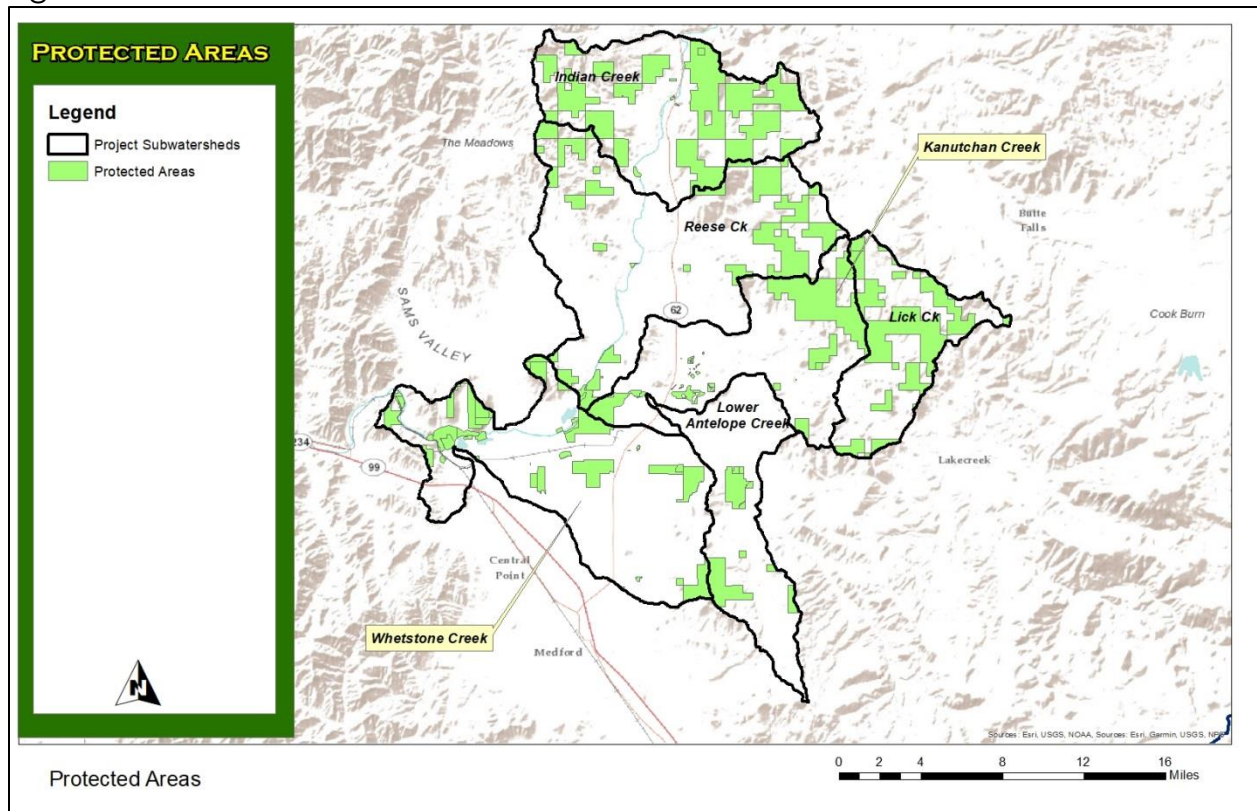 PROTECTED AREAS
Legend
Project Subwatersheds
Protected Areas
N
Indian Creek
The Meadows
Kanutchan Creek
Reese Ck
Butte
Falls
SAMS VALLEY
62
Lick Ck
Cook Burn
Lower
Antelope Creek
234
99
Lakecreek
Central
Point
Whetstone Creek
Medford
Sources: Esri, USGS, NOAA, Sources: Esri, Garmin, USGS, NPS
Protected Areas
0 2 4 8 12 16
Miles